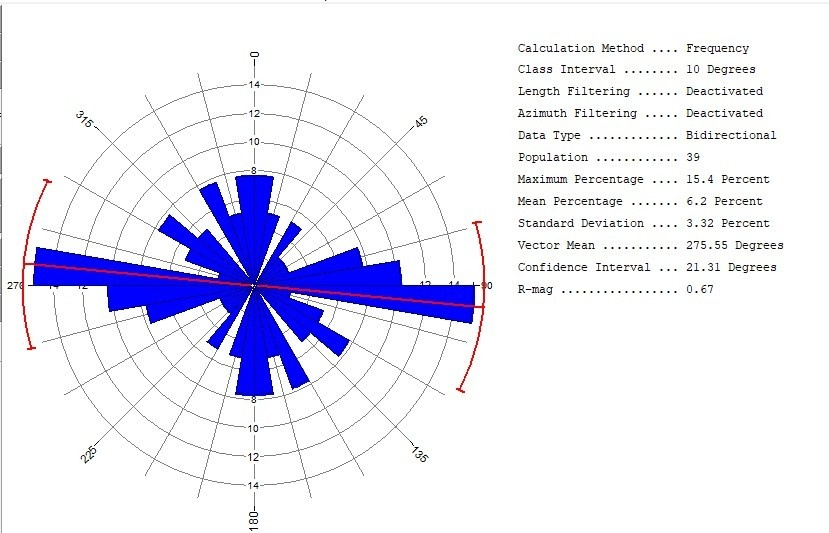 0
14
12
10
8
315
45
270
14
12
12
14
90
8
10
12
14
225
135
180
Calculation Method .... Frequency
Class Interval ........ 10 Degrees
Length Filtering ...... Deactivated
Azimuth Filtering ..... Deactivated
Data Type ............. Bidirectional
Population ............ 39
Maximum Percentage .... 15.4 Percent
Mean Percentage ....... 6.2 Percent
Standard Deviation .... 3.32 Percent
Vector Mean ........... 275.55 Degrees
Confidence Interval ... 21.31 Degrees
R-mag ................. 0.67